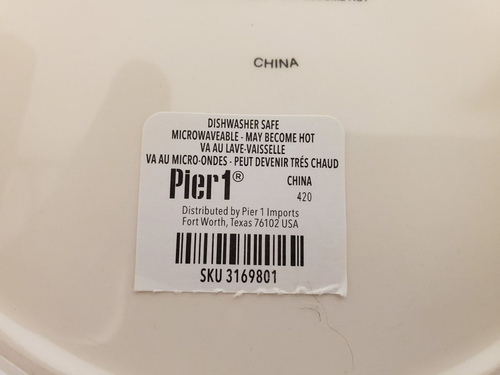 CHINA
DISHWASHER SAFE
MICROWAVEABLE - MAY BECOME HOT
VA AU LAVE-VAISSELLE
VA AU MICRO-ONDES - PEUT DEVENIR TRÉS CHAUD
Pier1® CHINA
420
Distributed by Pier 1 Imports
Fort Worth, Texas 76102 USA
SKU 3169801